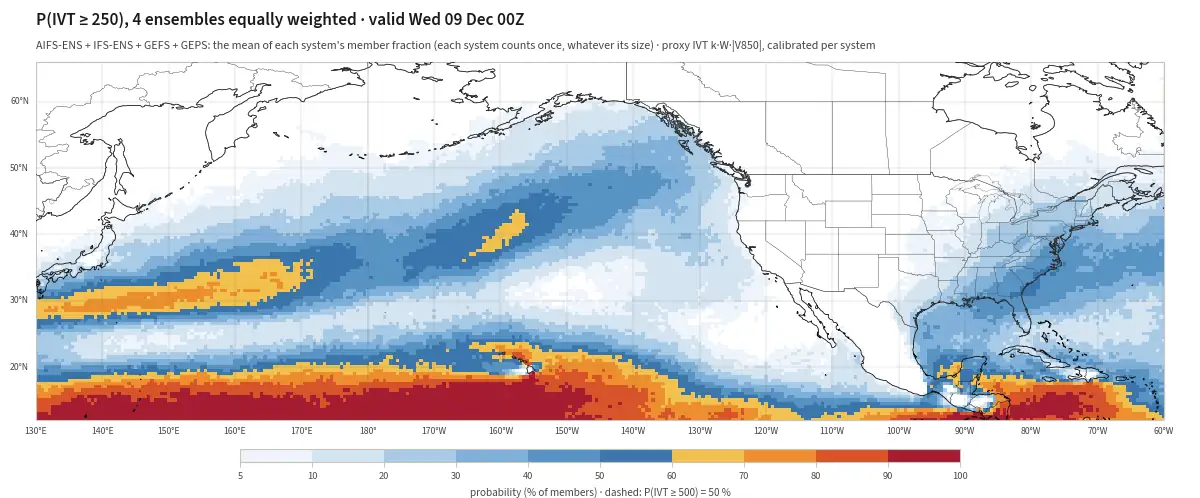 P(IVT ≥ 250), 4 ensembles equally weighted · valid Wed 09 Dec 00Z
AIFS-ENS + IFS-ENS + GEFS + GEPS: the mean of each system's member fraction (each system counts once, whatever its size) · proxy IVT k·W·|V850|, calibrated per system
60°N
50°N
40°N
30°N
20°N
130°E 140°E 150°E 160°E 170°E 180° 170°W 160°W 150°W 140°W 130°W 120°W 110°W 100°W 90°W 80°W 70°W 60°W
5 10 20 30 40 50 60 70 80 90 100
probability (% of members) · dashed: P(IVT ≥ 500) = 50 %